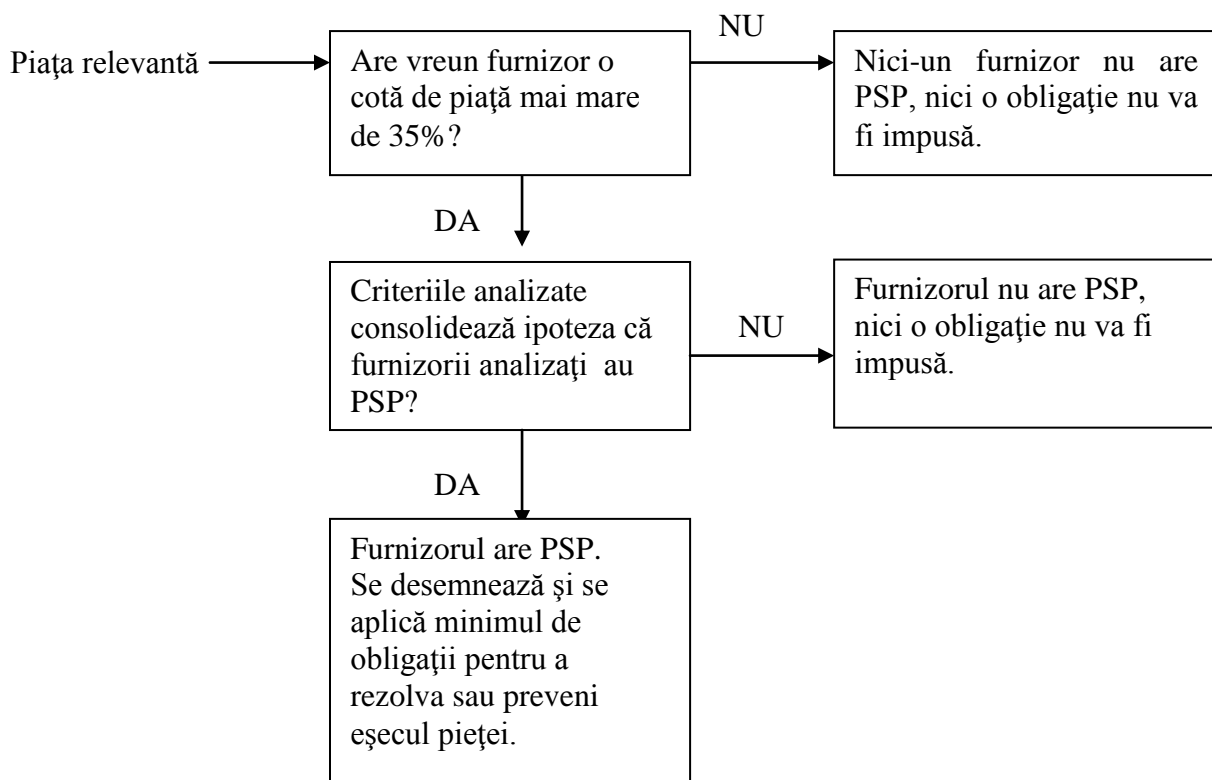 Piaţa relevantă
Are vreun furnizor o
cotă de piaţă mai mare
de 35%?
NU
Nici-un furnizor nu are
PSP, nici o obligaţie nu va
fi impusă.
DA
Criteriile analizate
consolidează ipoteza că
furnizorii analizaţi au
PSP?
NU
Furnizorul nu are PSP,
nici o obligaţie nu va fi
impusă.
DA
Furnizorul are PSP.
Se desemnează şi se
aplică minimul de
obligaţii pentru a
rezolva sau preveni
eşecul pieţei.